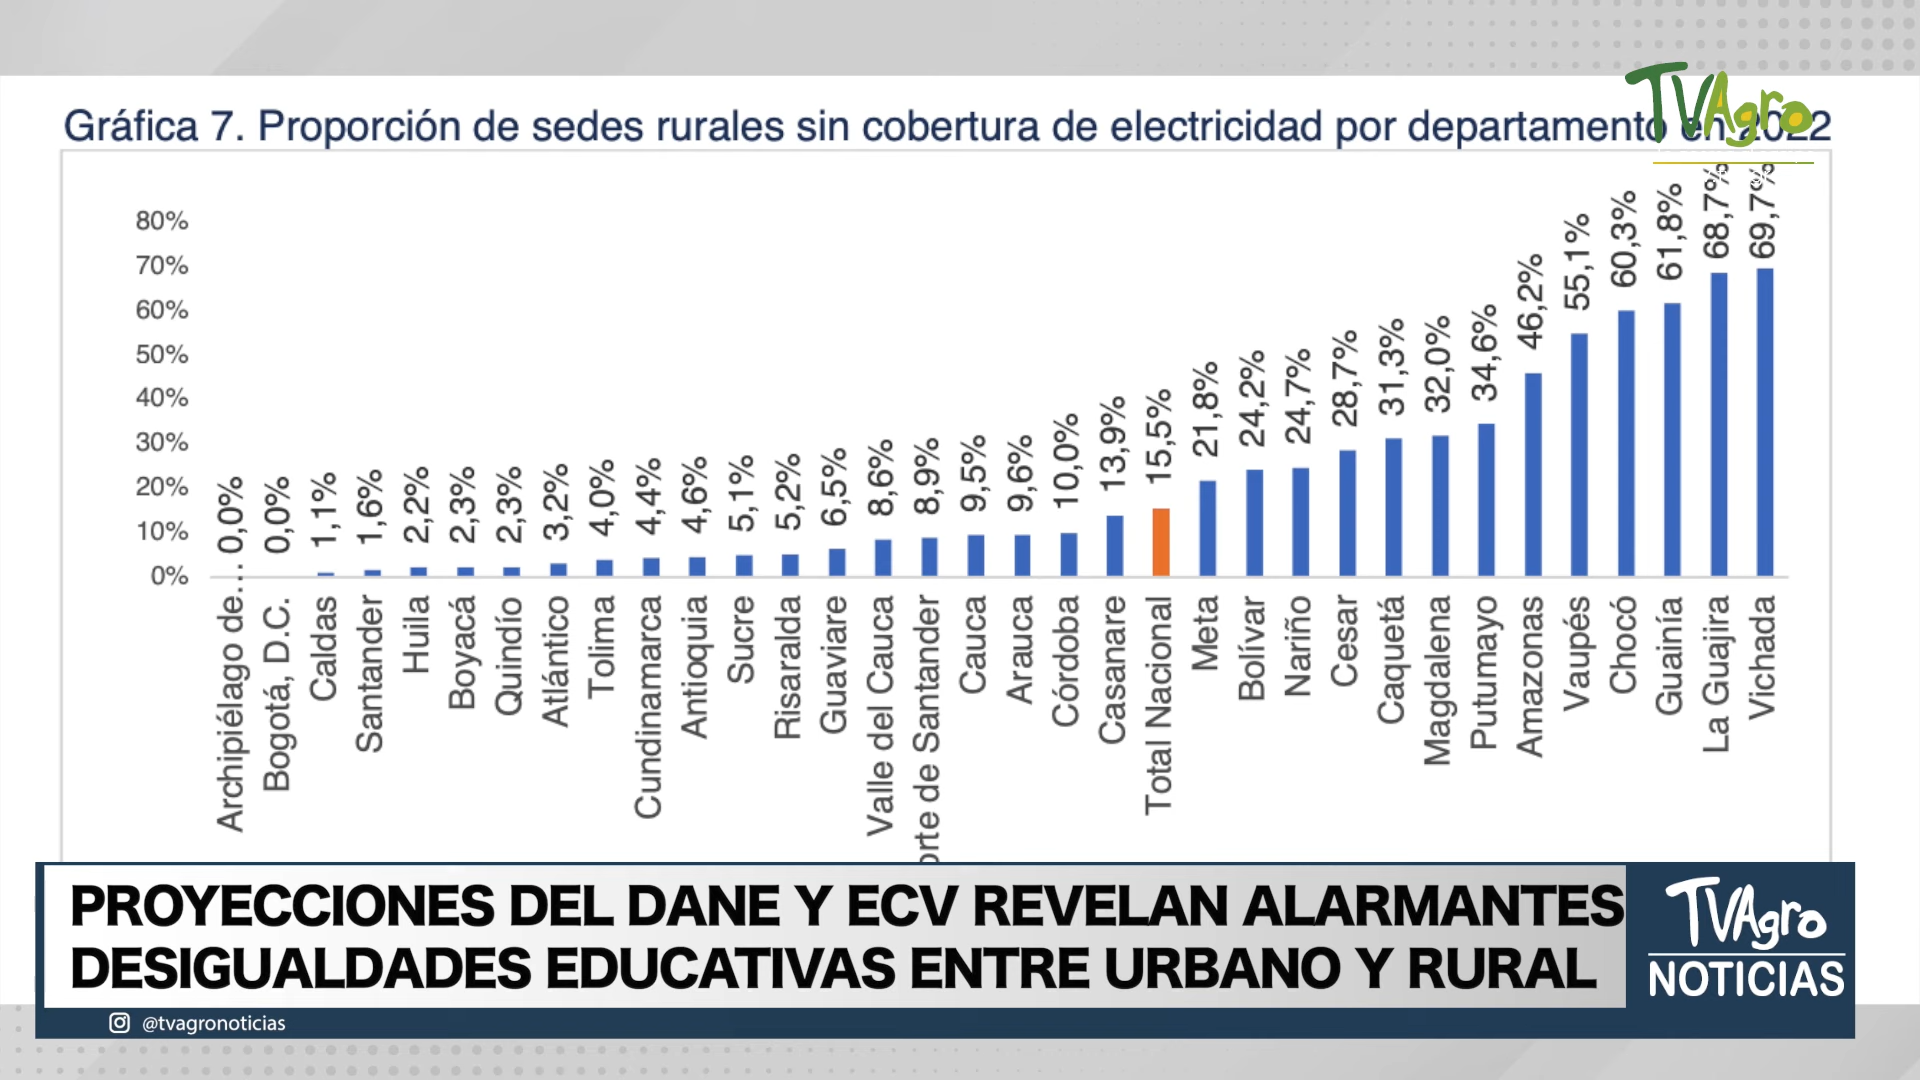 Gráfica 7. Proporción de sedes rurales sin cobertura de electricidad por departamento en 2022
TVAgro
80%
70%
60%
50%
40%
30%
20%
10%
0%
0,0%
0,0%
1,1%
1,6%
2,2%
2,3%
2,3%
3,2%
4,0%
4,4%
4,6%
5,1%
5,2%
6,5%
8,6%
8,9%
9,5%
9,6%
10,0%
13,9%
15,5%
21,8%
24,2%
24,7%
28,7%
31,3%
32,0%
34,6%
46,2%
55,1%
60,3%
61,8%
68,7%
69,7%
Archipiélago de...
Bogotá, D.C.
Caldas
Santander
Huila
Boyacá
Quindío
Atlántico
Tolima
Cundinamarca
Antioquia
Sucre
Risaralda
Guaviare
Valle del Cauca
orte de Santander
Cauca
Arauca
Córdoba
Casanare
Total Nacional
Meta
Bolívar
Nariño
Cesar
Caquetá
Magdalena
Putumayo
Amazonas
Vaupés
Chocó
Guainía
La Guajira
Vichada
PROYECCIONES DEL DANE Y ECV REVELAN ALARMANTES
DESIGUALDADES EDUCATIVAS ENTRE URBANO Y RURAL
TVAgro
NOTICIAS
@tvagronoticias